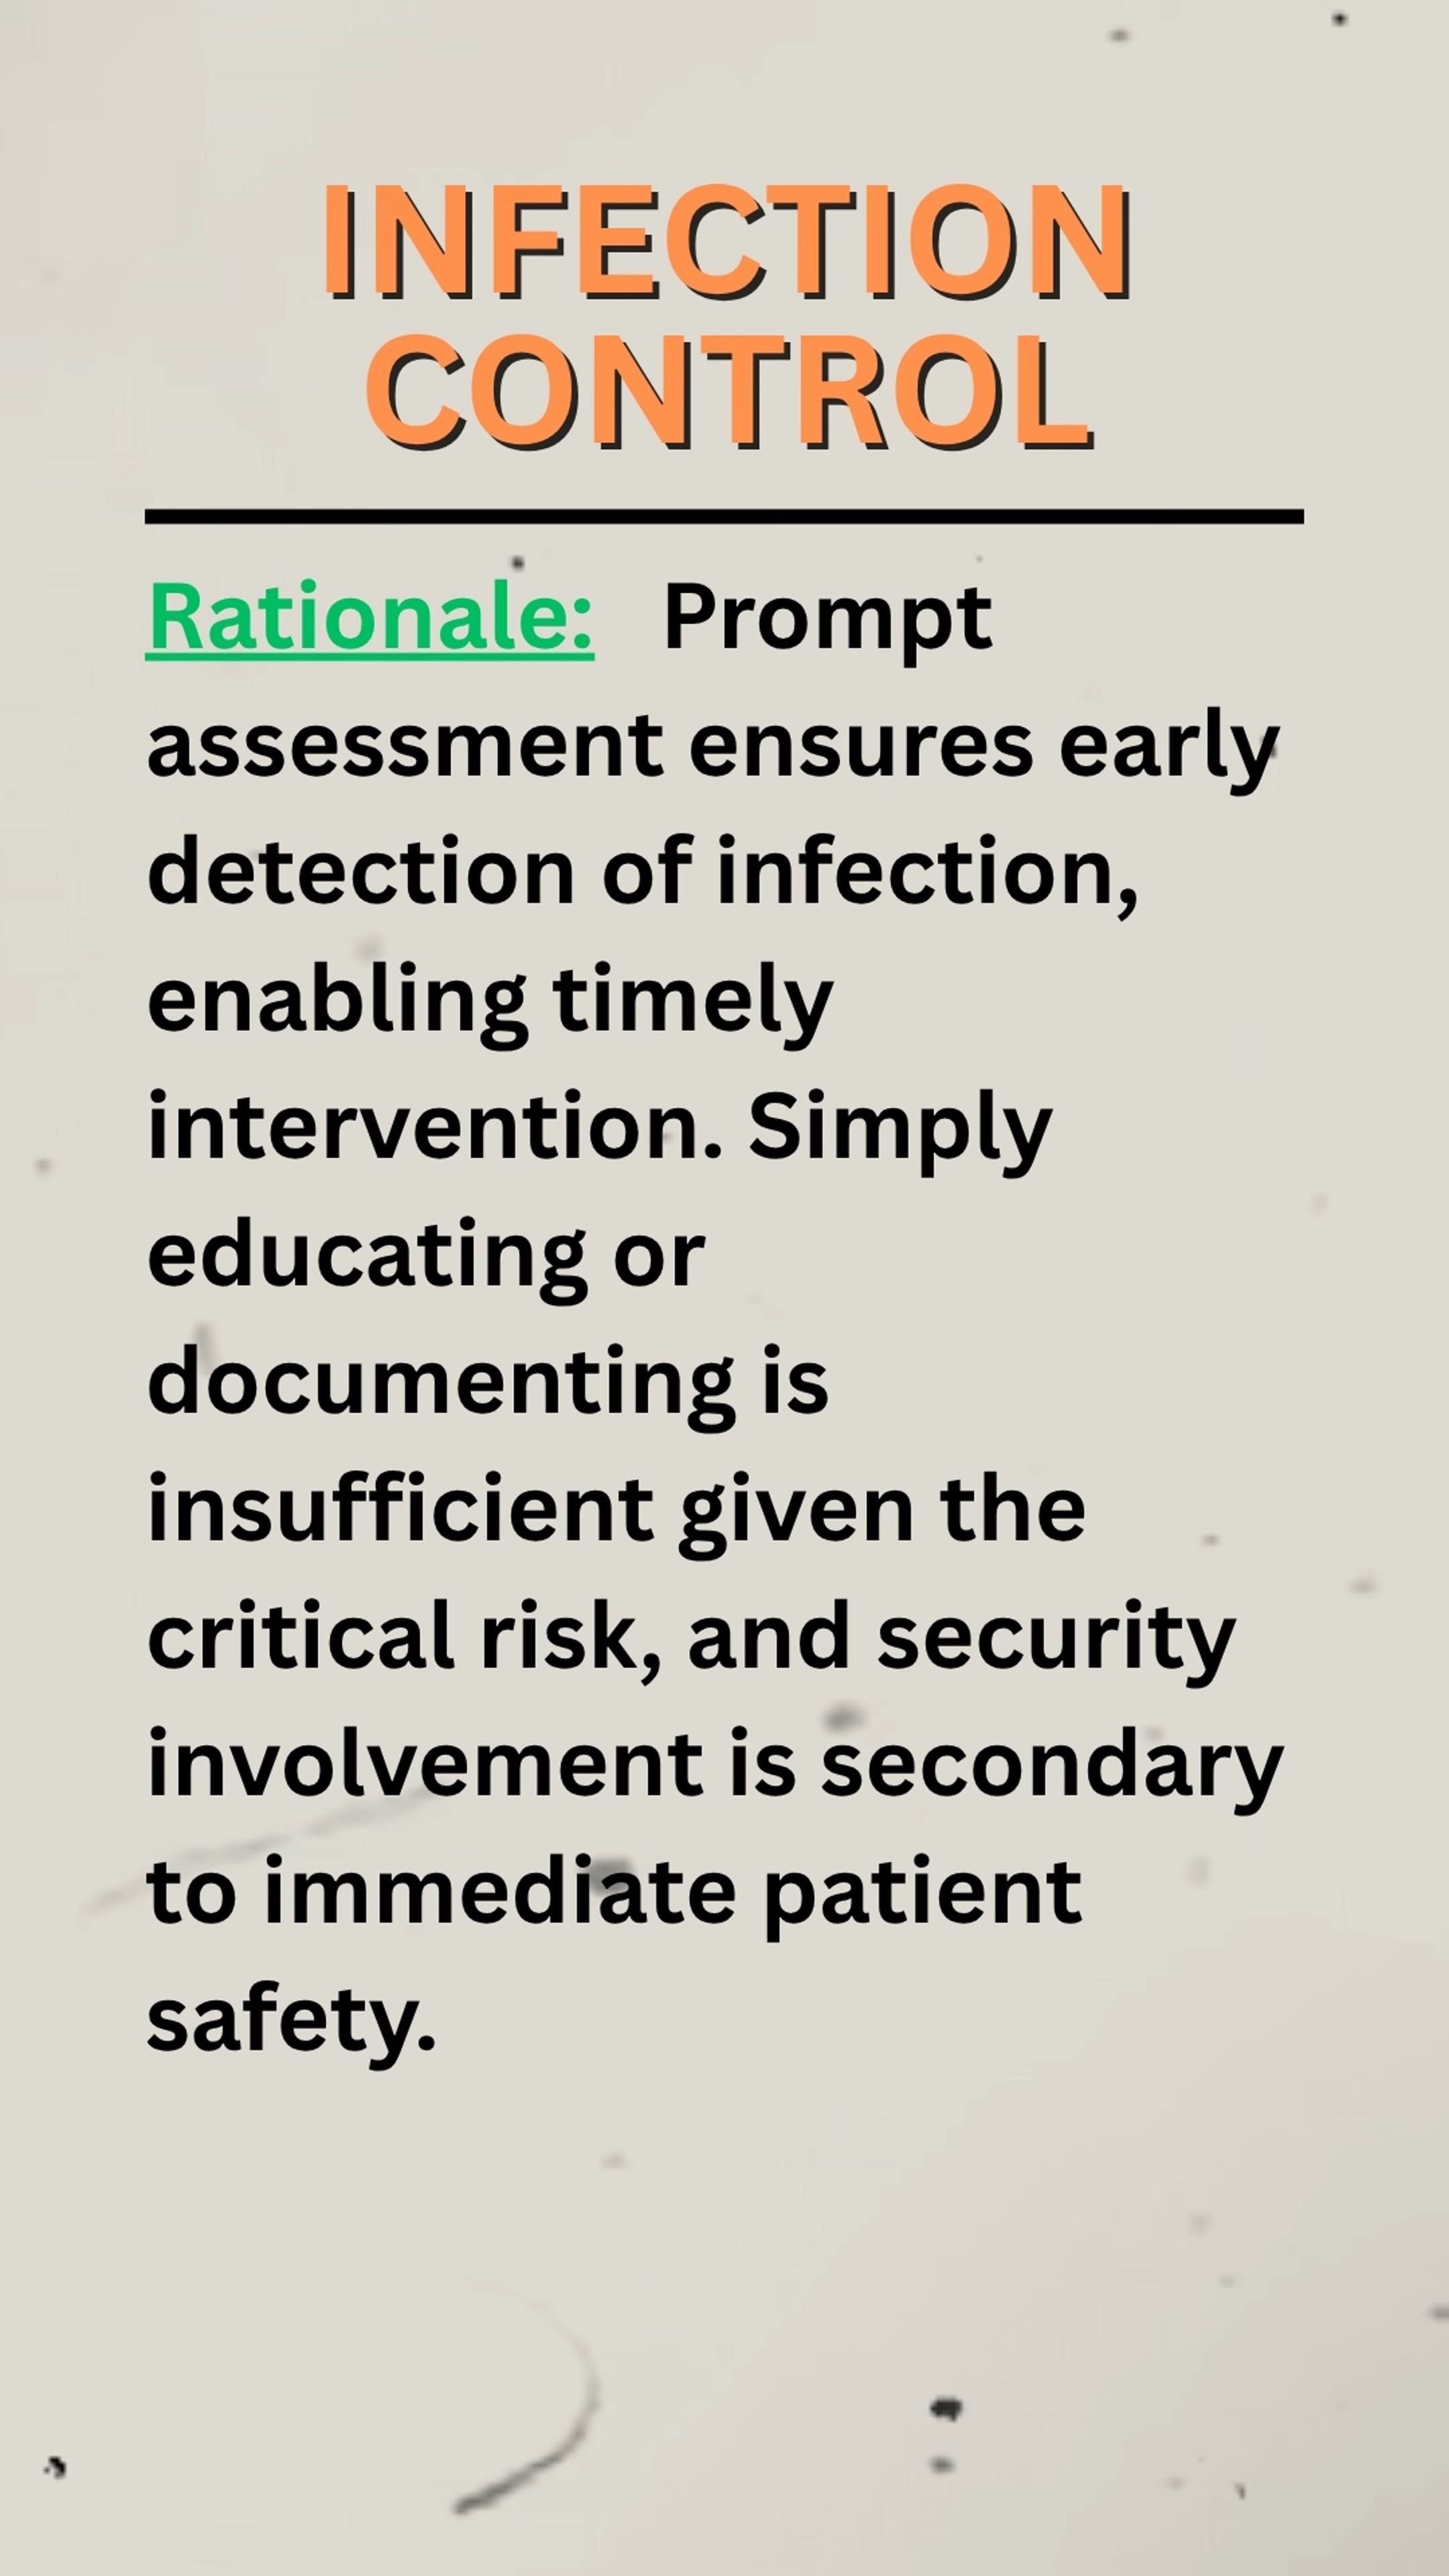 INFECTION
CONTROL
Rationale: Prompt
assessment ensures early
detection of infection,
enabling timely
intervention. Simply
educating or
documenting is
insufficient given the
critical risk, and security
involvement is secondary
to immediate patient
safety.